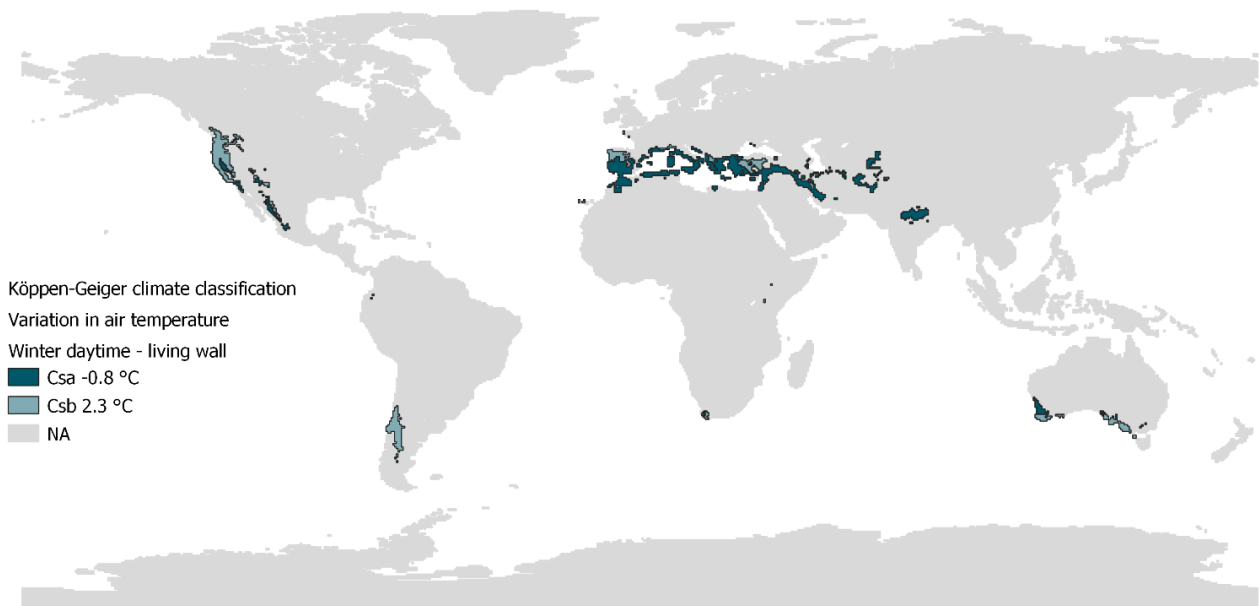 Köppen-Geiger climate classification
Variation in air temperature
Winter daytime - living wall
Csa -0.8 °C
Csb 2.3 °C
NA